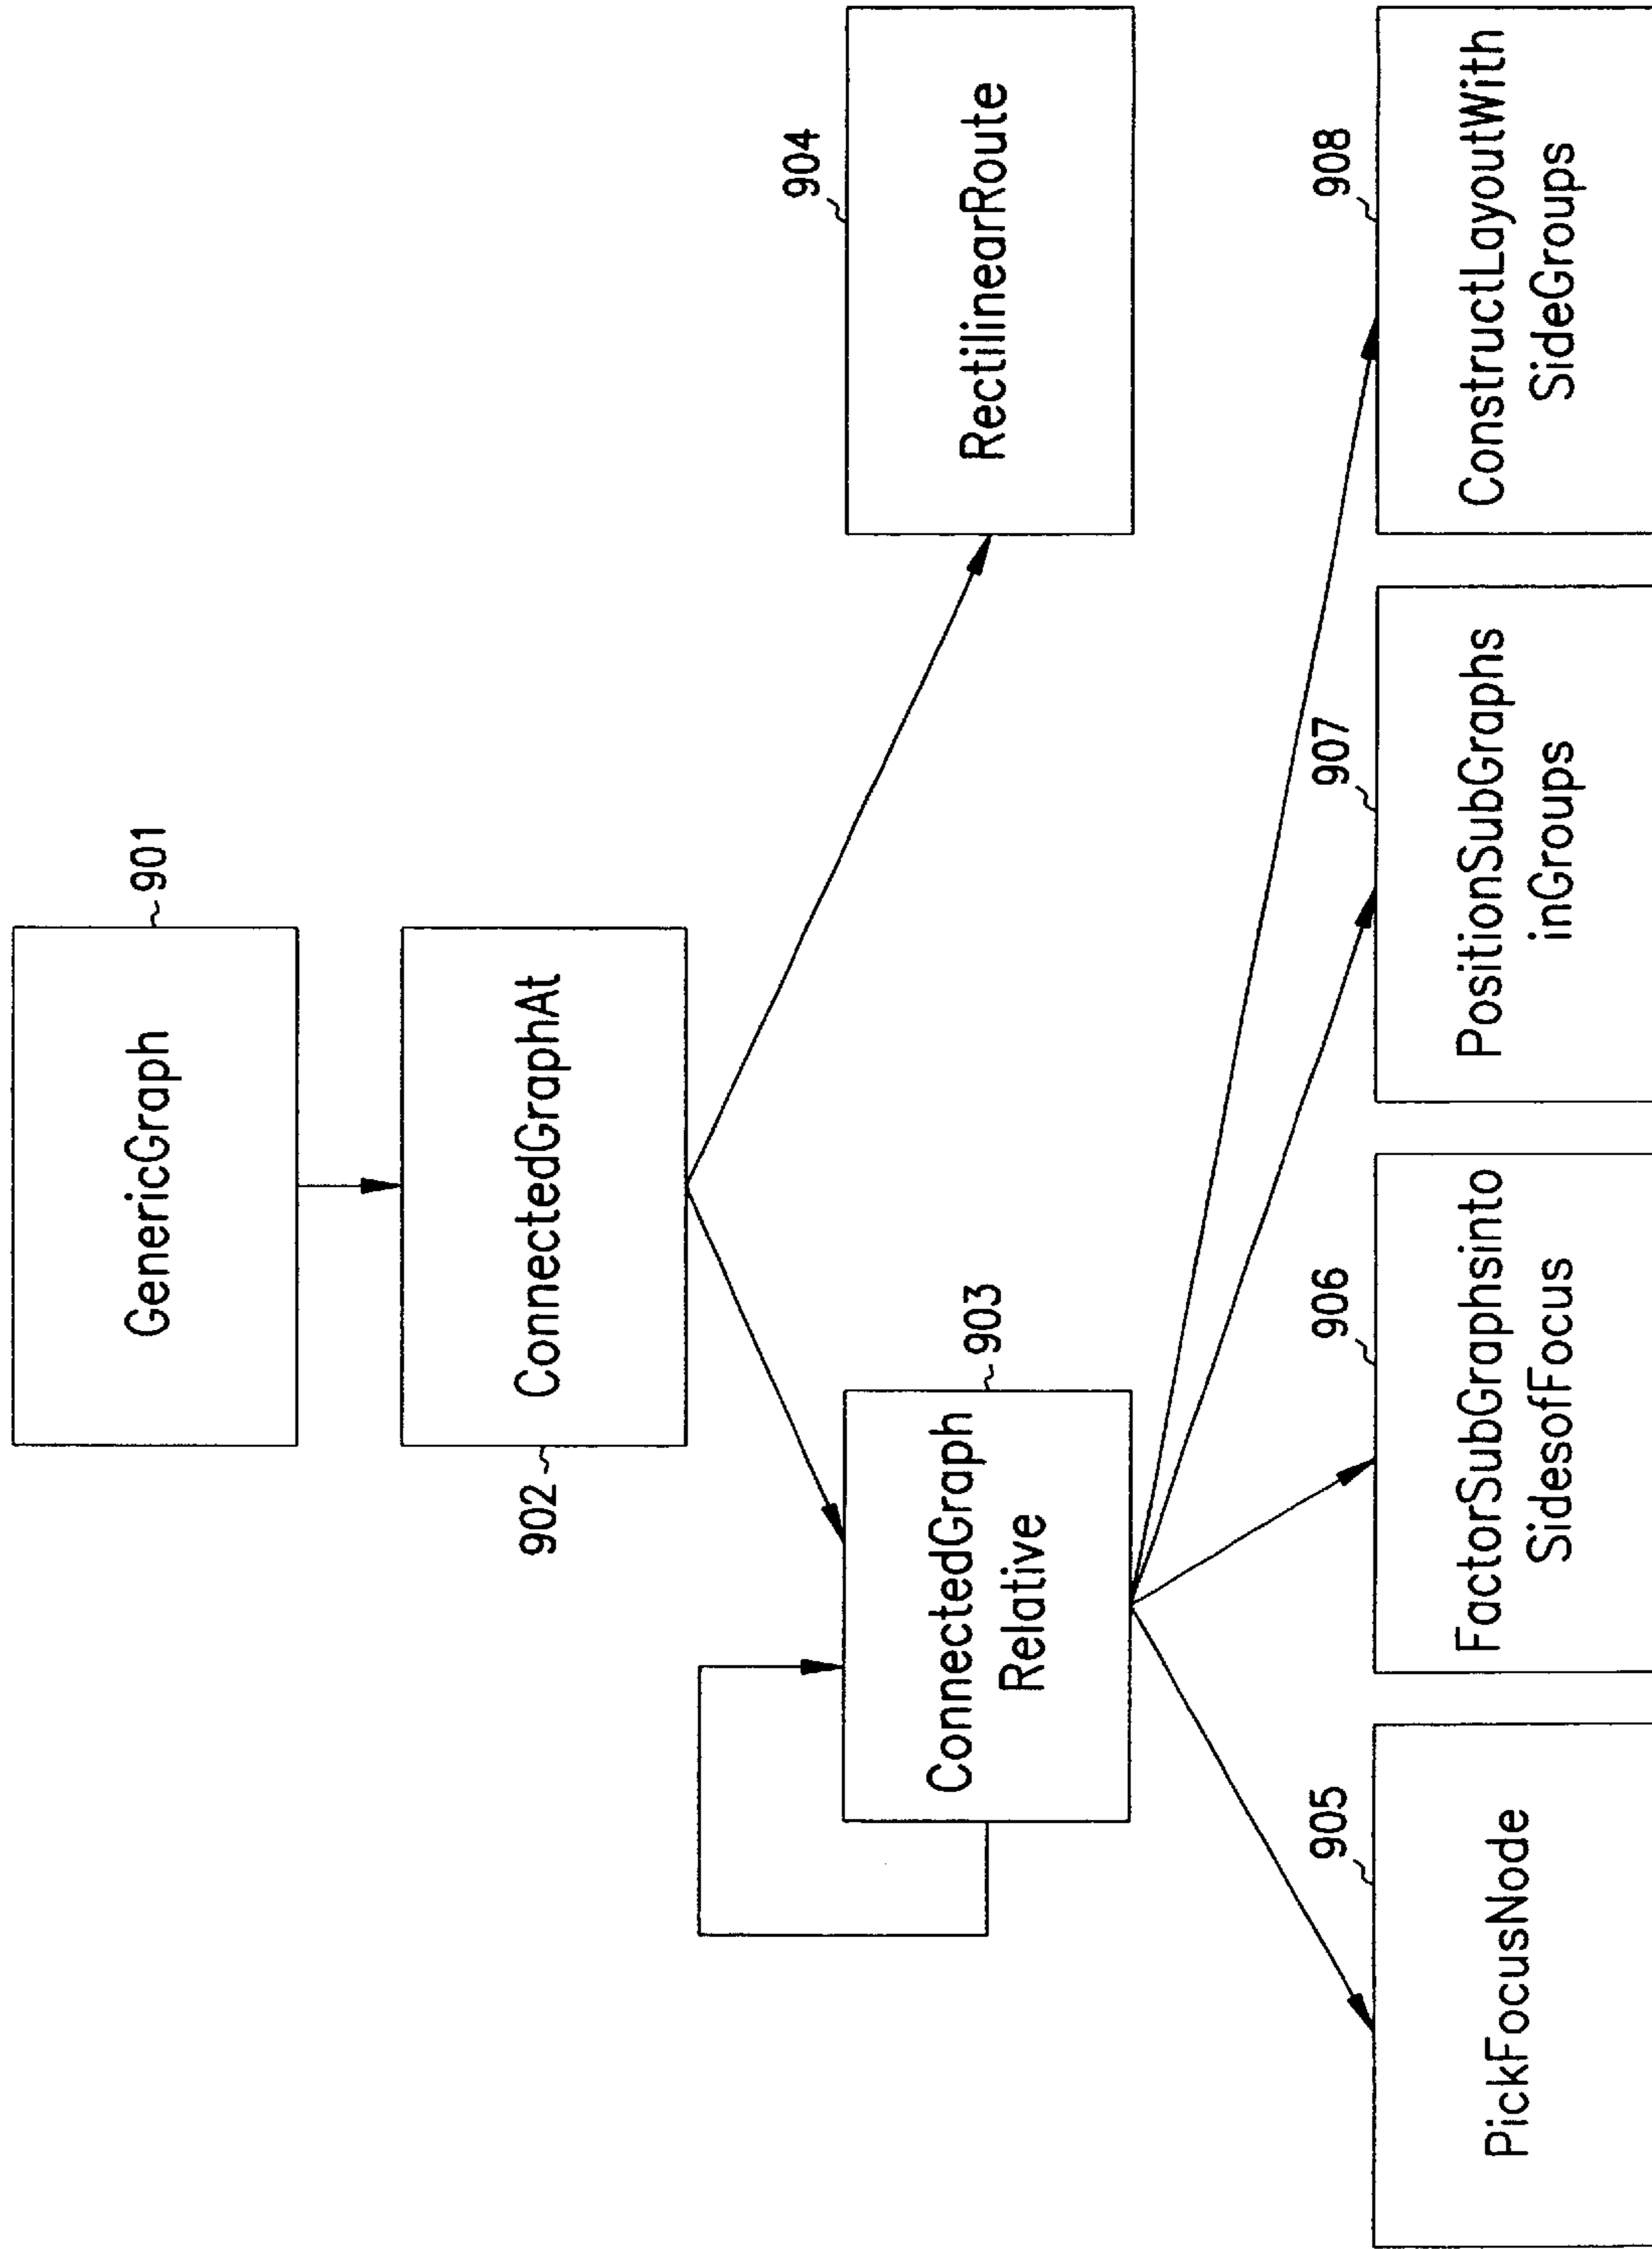 GenericGraph
901
ConnectedGraphAt
902
ConnectedGraph
Relative
903
RectilinearRoute
904
PickFocusNode
905
FactorSubGraphsinto
SidesofFocus
906
PositionSubGraphs
inGroups
907
ConstructLayoutWith
SideGroups
908